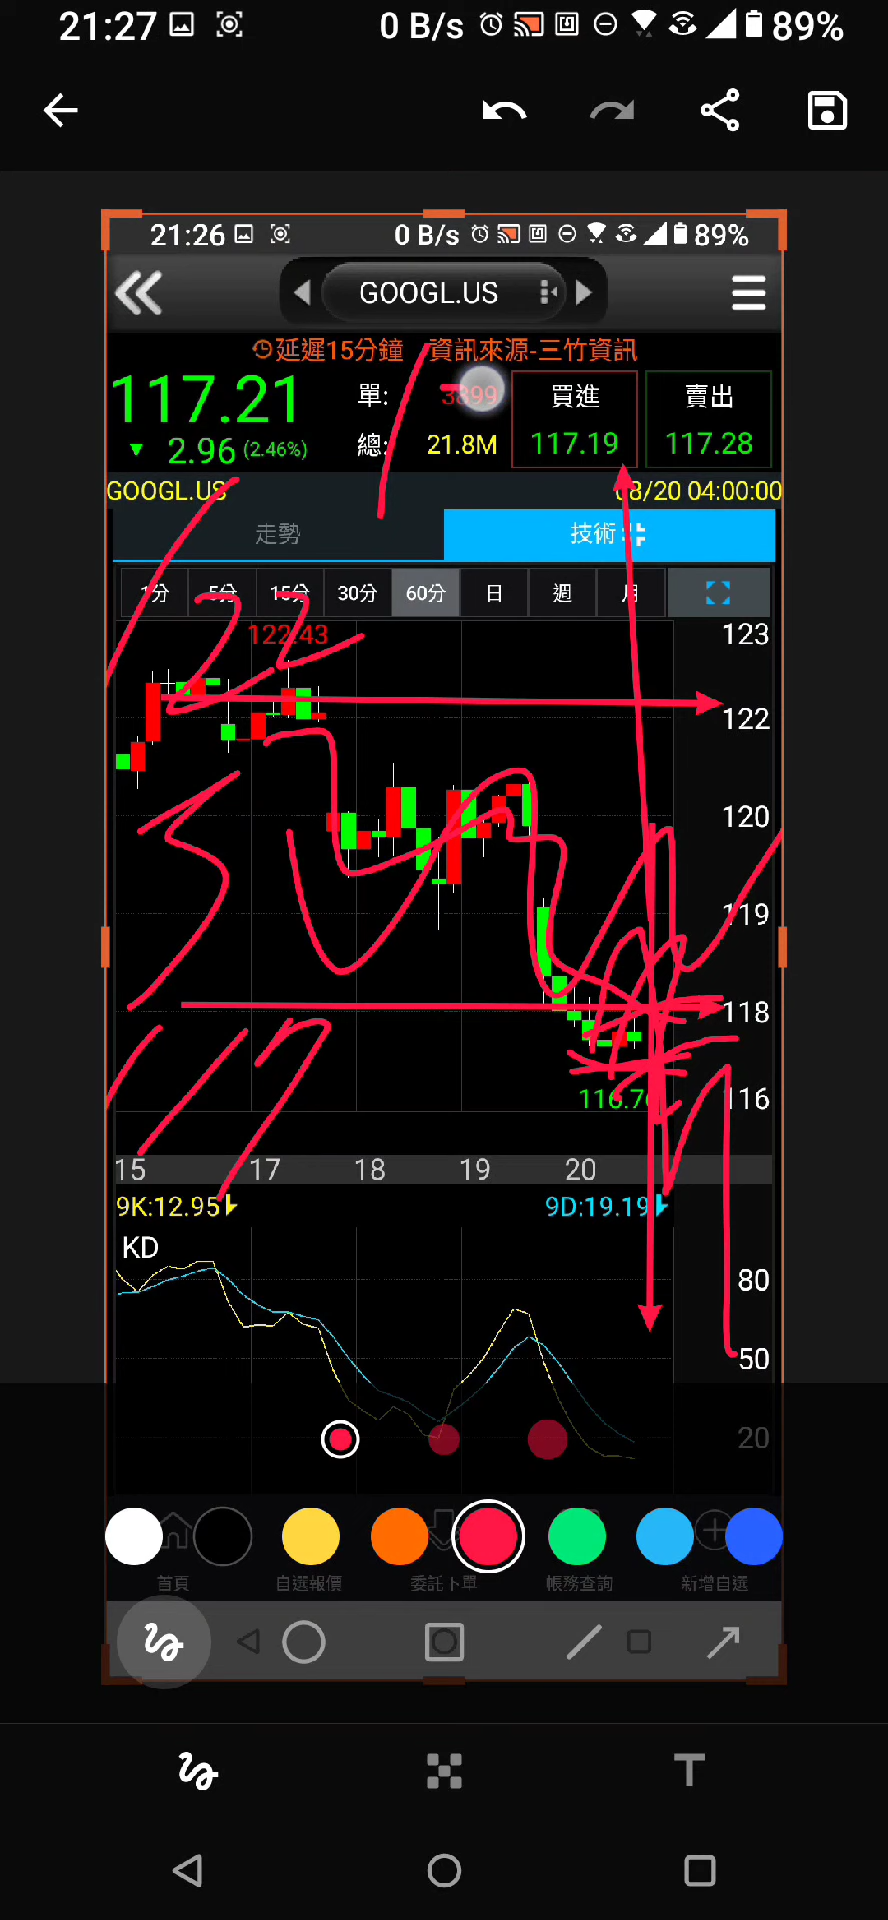 21:27 0 B/s 89%
21:26 0 B/s 89%
GOOGL.US
延遲15分鐘 資訊來源-三竹資訊
117.21 單: 3899 買進 賣出
▼ 2.96 (2.46%) 總: 21.8M 117.19 117.28
GOOGL.US 08/20 04:00:00
走勢 技術
1分 5分 15分 30分 60分 日 週 月
122.43 123
122
120
119
118
116.76 116
15 17 18 19 20
9K:12.95 9D:19.19
KD
80
50
20
首頁 自選報價 委託下單 帳務查詢 新增自選
T